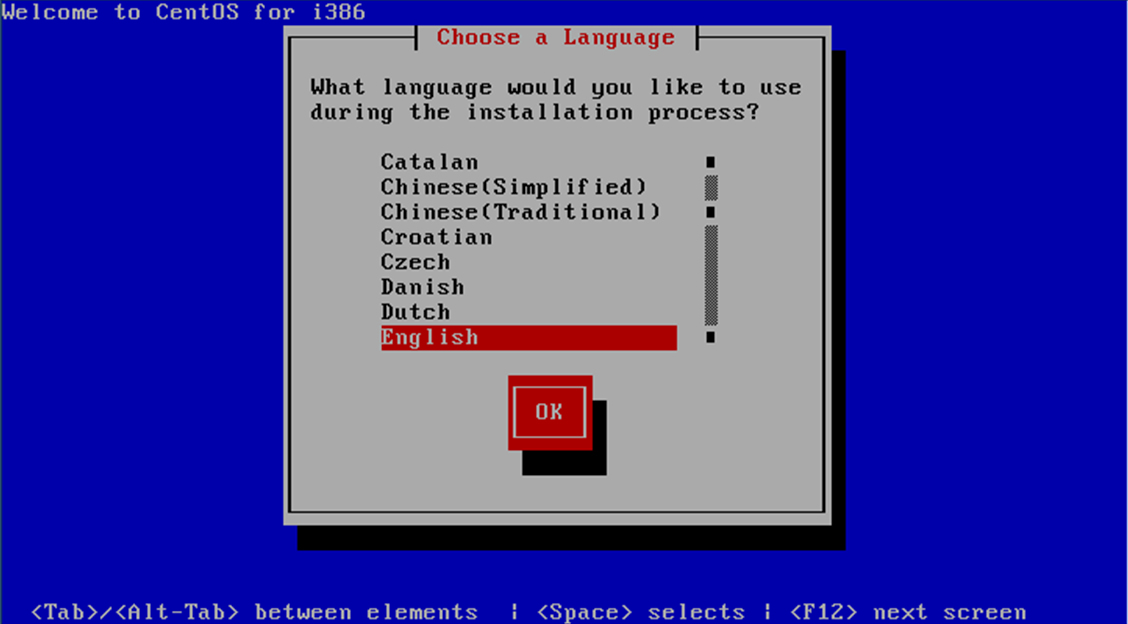 Welcome to CentOS for i386
Choose a Language
What language would you like to use
during the installation process?
Catalan
Chinese(Simplified)
Chinese(Traditional)
Croatian
Czech
Danish
Dutch
English
OK
<Tab>/<Alt-Tab> between elements | <Space> selects | <F12> next screen